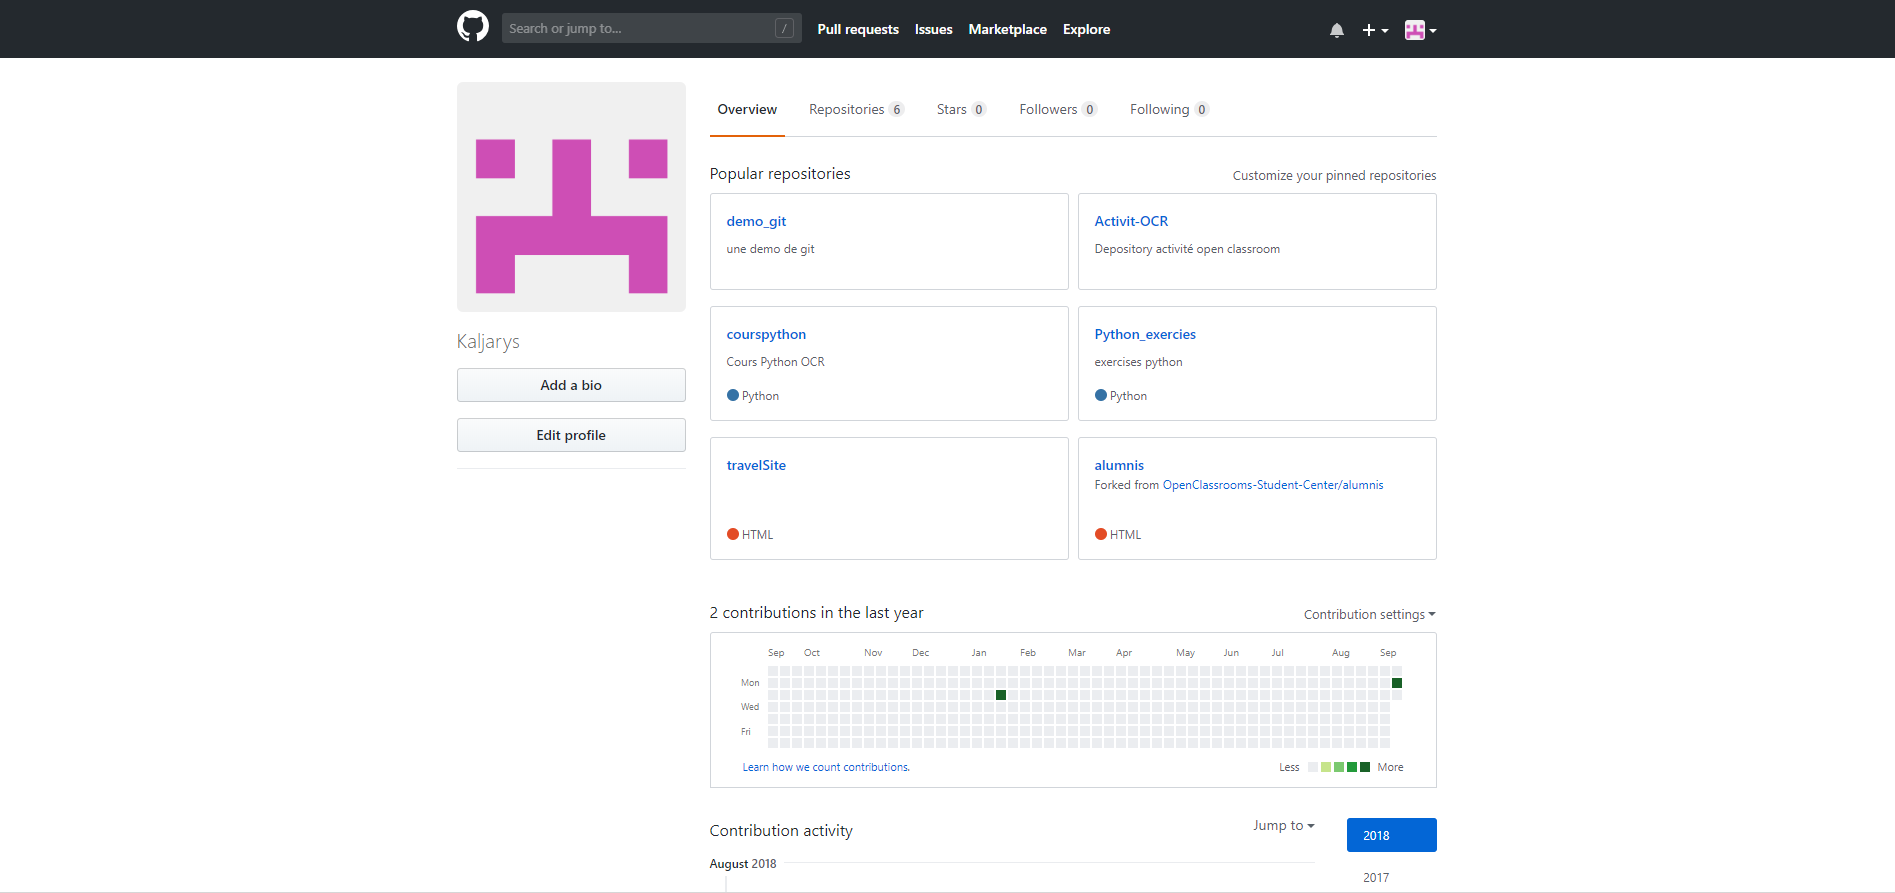 Search or jump to... / Pull requests Issues Marketplace Explore
Overview Repositories 6 Stars 0 Followers 0 Following 0
Kaljarys
Add a bio
Edit profile
Popular repositories Customize your pinned repositories
demo_git
une demo de git
Activit-OCR
Depository activité open classroom
courspython
Cours Python OCR
Python
Python_exercies
exercises python
Python
travelSite
HTML
alumnis
Forked from OpenClassrooms-Student-Center/alumnis
HTML
2 contributions in the last year Contribution settings
Sep Oct Nov Dec Jan Feb Mar Apr May Jun Jul Aug Sep
Mon
Wed
Fri
Learn how we count contributions. Less More
Contribution activity Jump to 2018
August 2018
2017